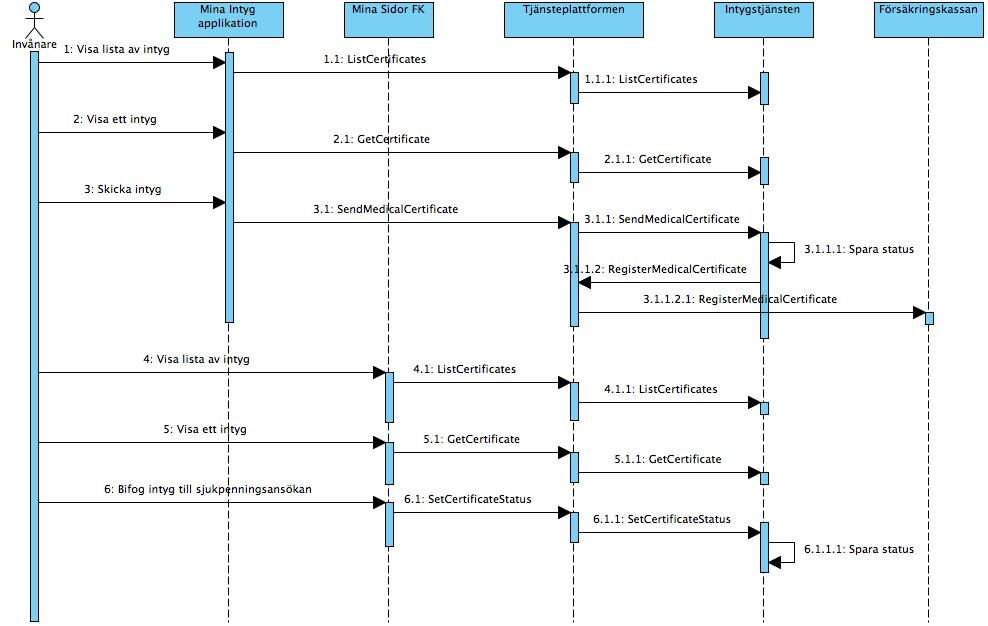 Mina Intyg
applikation
Mina Sidor FK
Tjänsteplattformen
Intygstjänsten
Försäkringskassan
Invånare
1: Visa lista av intyg
1.1: ListCertificates
1.1.1: ListCertificates
2: Visa ett intyg
2.1: GetCertificate
2.1.1: GetCertificate
3: Skicka intyg
3.1: SendMedicalCertificate
3.1.1: SendMedicalCertificate
3.1.1.1: Spara status
3.1.1.2: RegisterMedicalCertificate
3.1.1.2.1: RegisterMedicalCertificate
4: Visa lista av intyg
4.1: ListCertificates
4.1.1: ListCertificates
5: Visa ett intyg
5.1: GetCertificate
5.1.1: GetCertificate
6: Bifog intyg till sjukpenningsansökan
6.1: SetCertificateStatus
6.1.1: SetCertificateStatus
6.1.1.1: Spara status